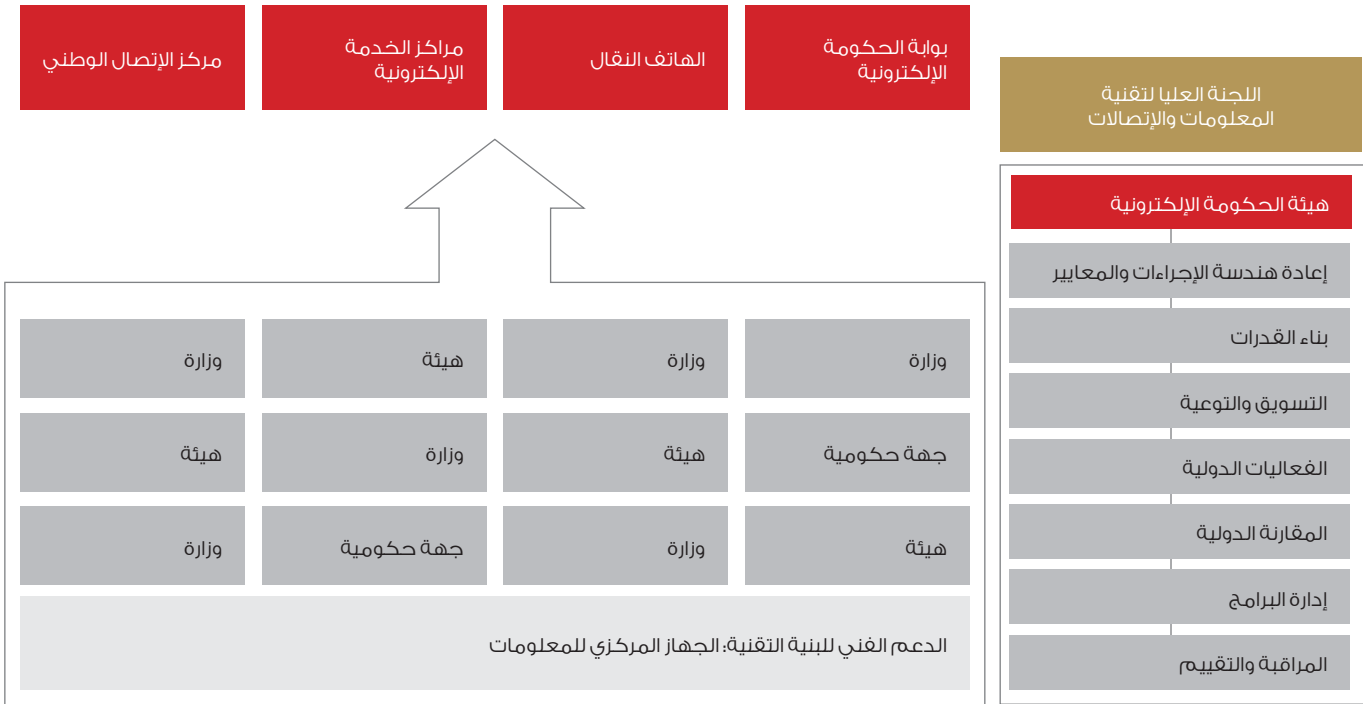 بوابة الحكومة
الإلكترونية
الهاتف النقال
مراكز الخدمة
الإلكترونية
مركز الإتصال الوطني
اللجنة العليا لتقنية
المعلومات والإتصالات
هيئة الحكومة الإلكترونية
إعادة هندسة الإجراءات والمعايير
بناء القدرات
التسويق والتوعية
الفعاليات الدولية
المقارنة الدولية
إدارة البرامج
المراقبة والتقييم
وزارة
وزارة
هيئة
وزارة
جهة حكومية
هيئة
وزارة
هيئة
هيئة
وزارة
جهة حكومية
وزارة
الدعم الفني للبنية التقنية: الجهاز المركزي للمعلومات